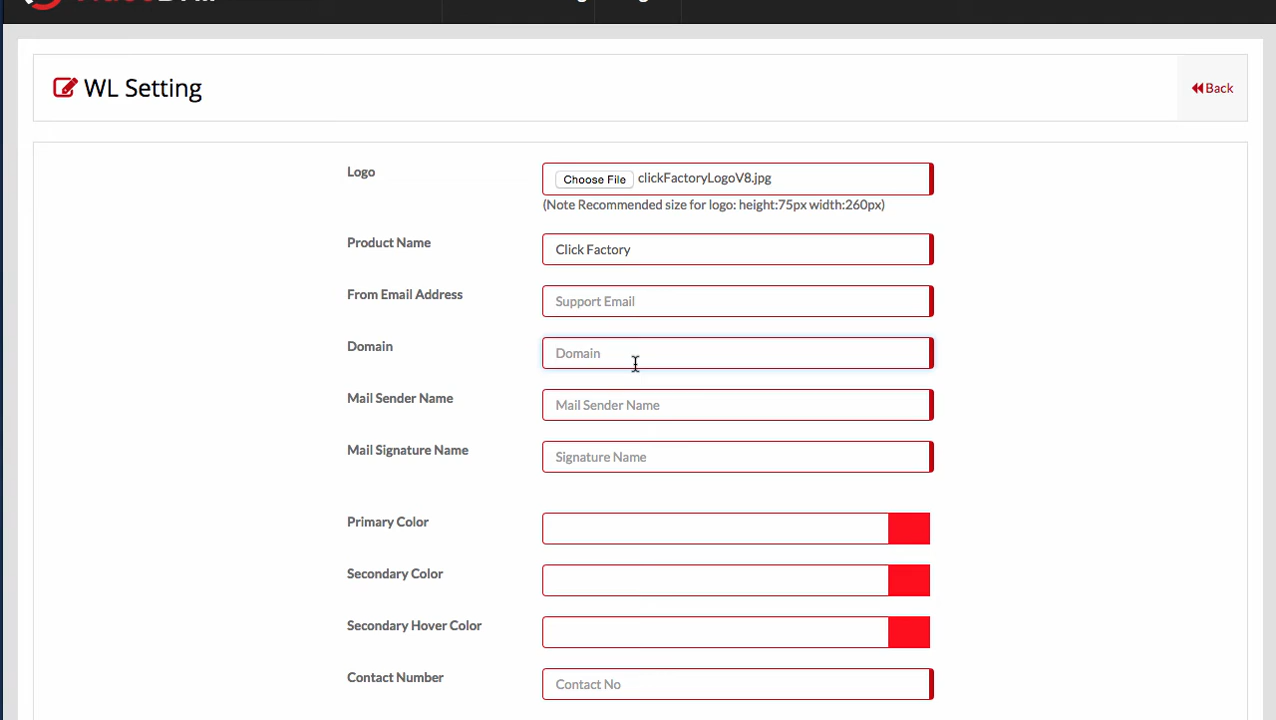 WL Setting
Back
Logo
Choose File clickFactoryLogoV8.jpg
(Note Recommended size for logo: height:75px width:260px)
Product Name
Click Factory
From Email Address
Support Email
Domain
Domain
Mail Sender Name
Mail Sender Name
Mail Signature Name
Signature Name
Primary Color
Secondary Color
Secondary Hover Color
Contact Number
Contact No